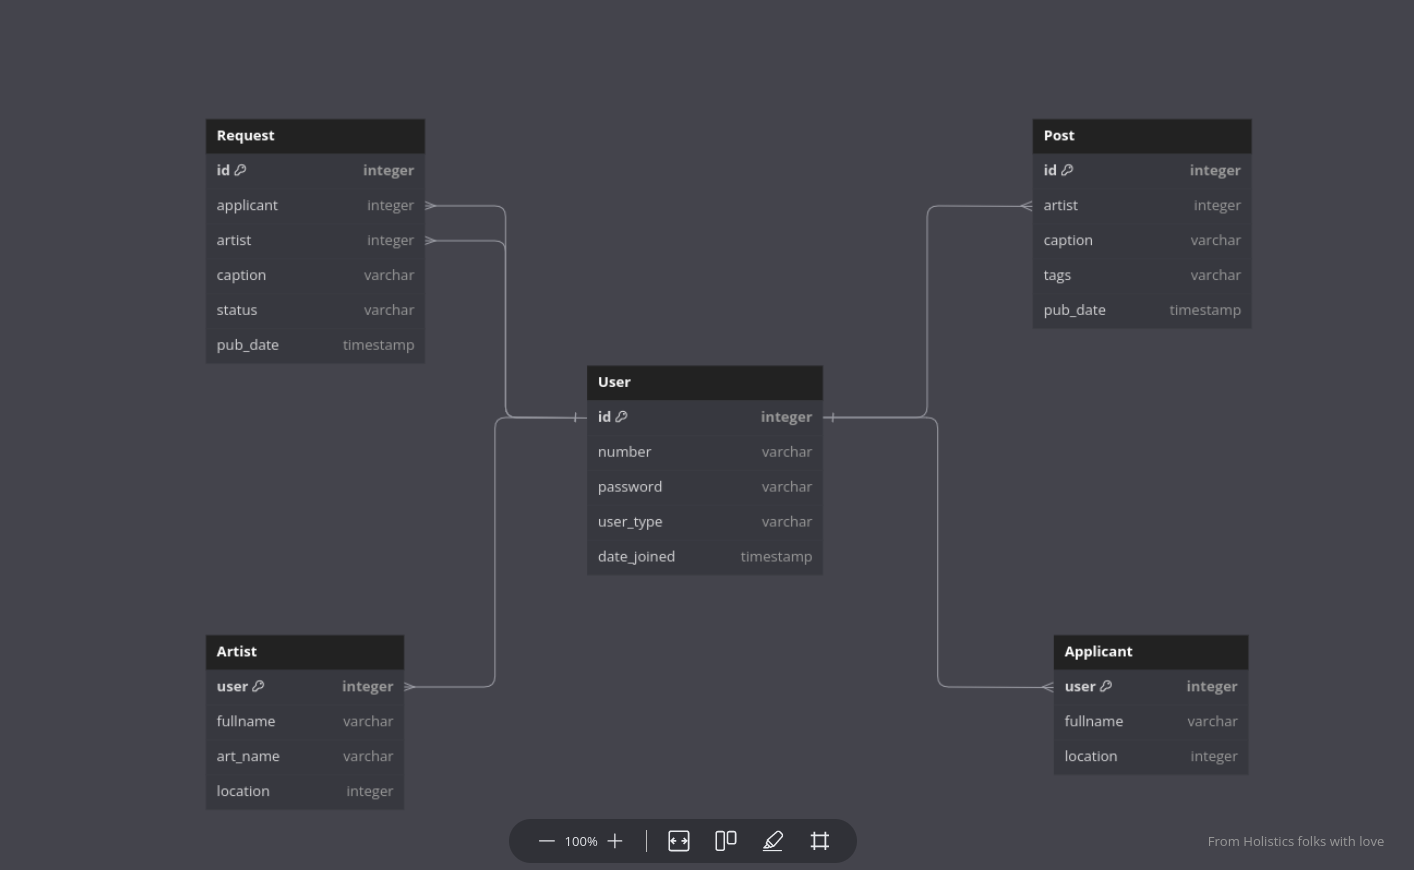 Request
id integer
applicant integer
artist integer
caption varchar
status varchar
pub_date timestamp
Post
id integer
artist integer
caption varchar
tags varchar
pub_date timestamp
User
id integer
number varchar
password varchar
user_type varchar
date_joined timestamp
Artist
user integer
fullname varchar
art_name varchar
location integer
Applicant
user integer
fullname varchar
location integer
100%
From Holistics folks with love